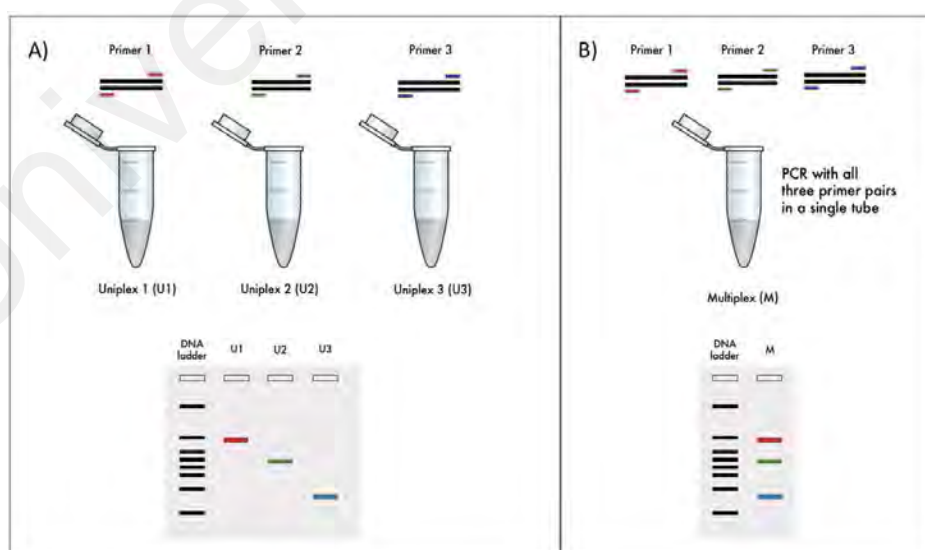 A)
Primer 1
Primer 2
Primer 3
Uniplex 1 (U1)
Uniplex 2 (U2)
Uniplex 3 (U3)
DNA
ladder
U1
U2
U3
B)
Primer 1
Primer 2
Primer 3
PCR with all
three primer pairs
in a single tube
Multiplex (M)
DNA
ladder
M